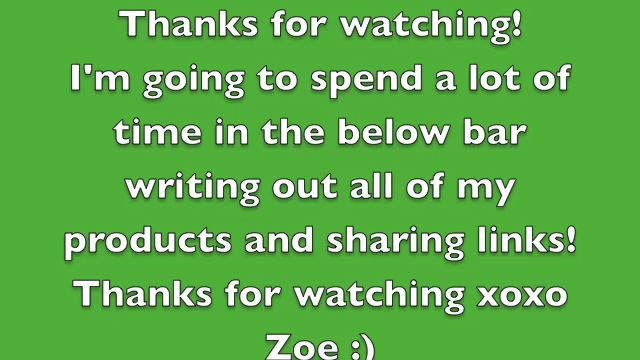 Thanks for watching!
I'm going to spend a lot of
time in the below bar
writing out all of my
products and sharing links!
Thanks for watching xoxo
Zoe :)